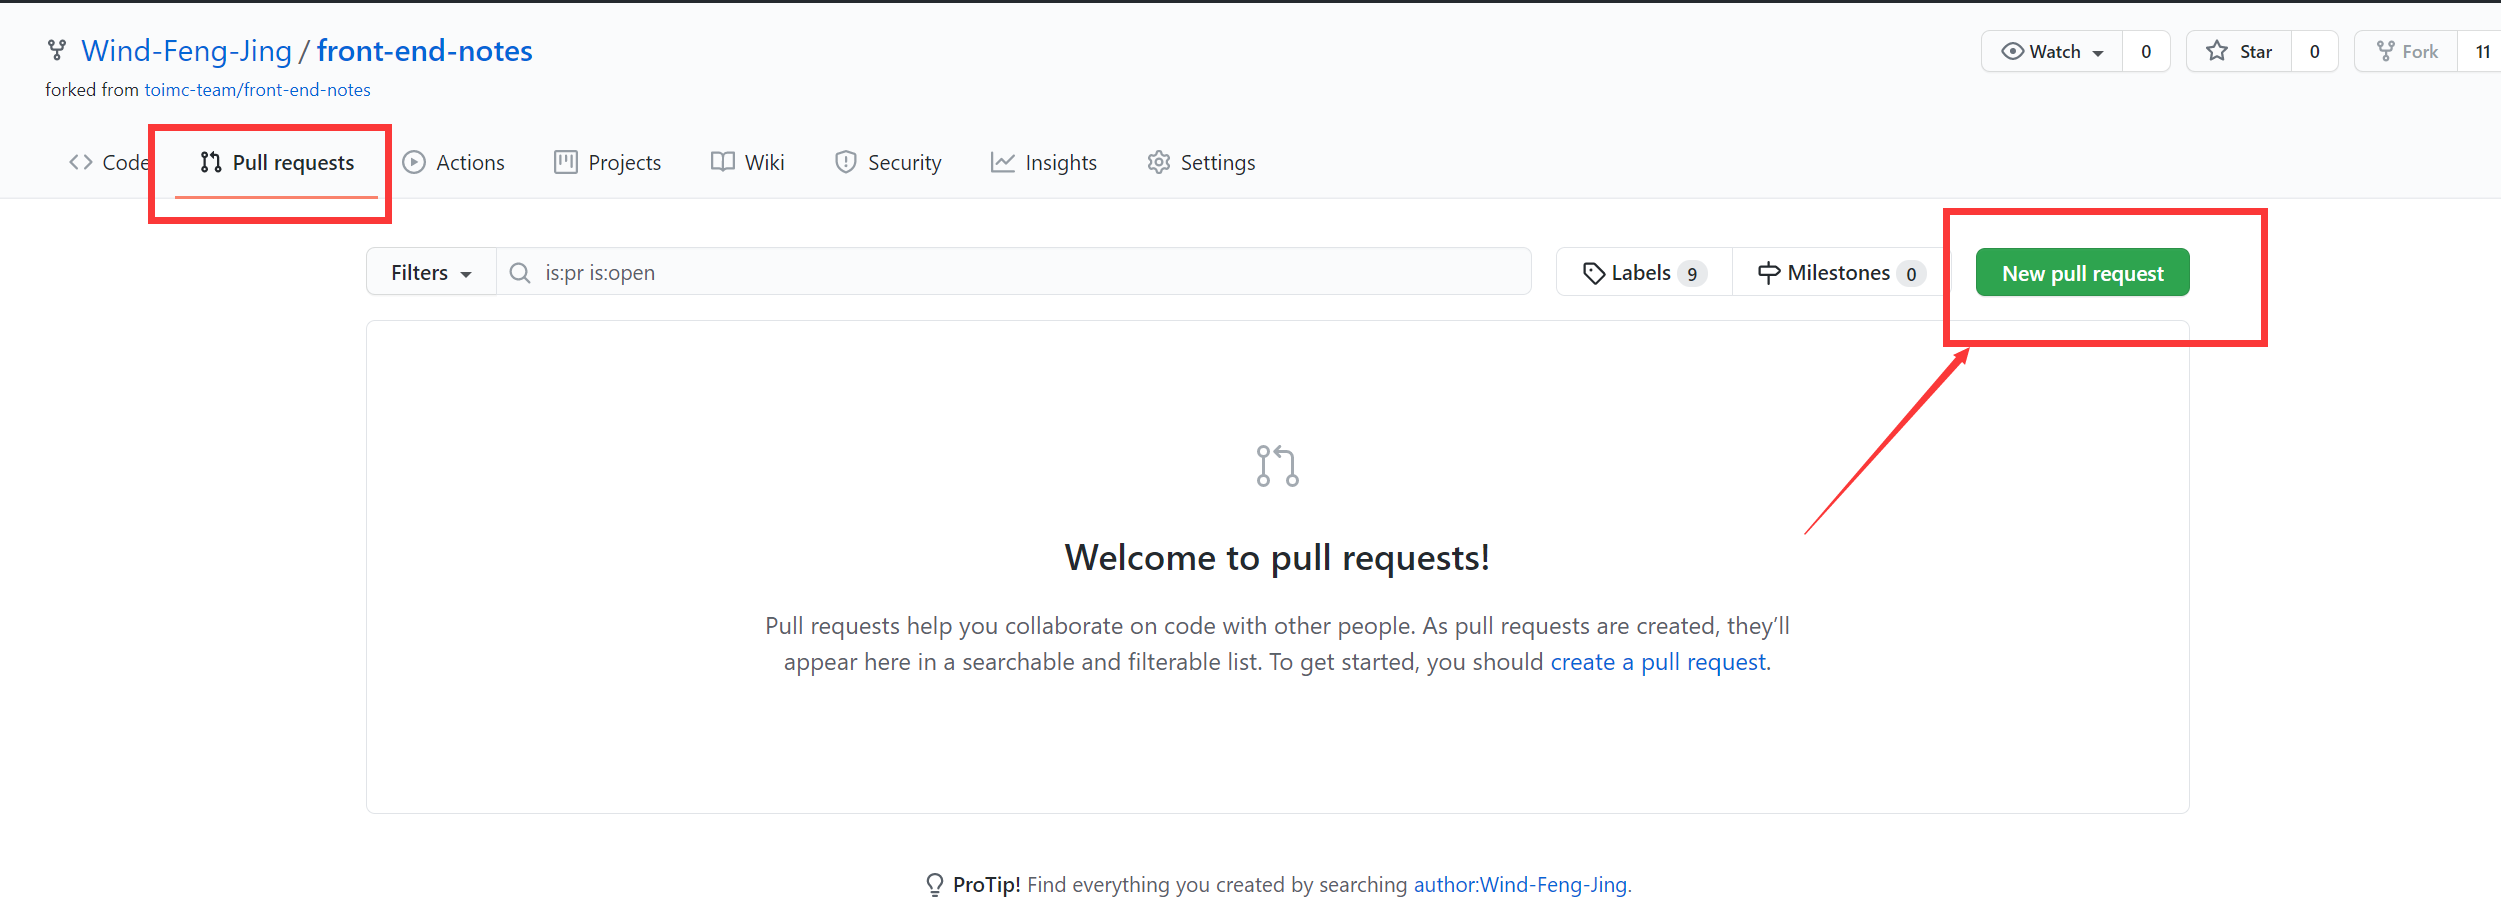 Wind-Feng-Jing / front-end-notes
Watch 0 Star 0 Fork 11
forked from toimc-team/front-end-notes
Code Pull requests Actions Projects Wiki Security Insights Settings
Filters is:pr is:open Labels 9 Milestones 0 New pull request
Welcome to pull requests!
Pull requests help you collaborate on code with other people. As pull requests are created, they’ll
appear here in a searchable and filterable list. To get started, you should create a pull request.
ProTip! Find everything you created by searching author:Wind-Feng-Jing.